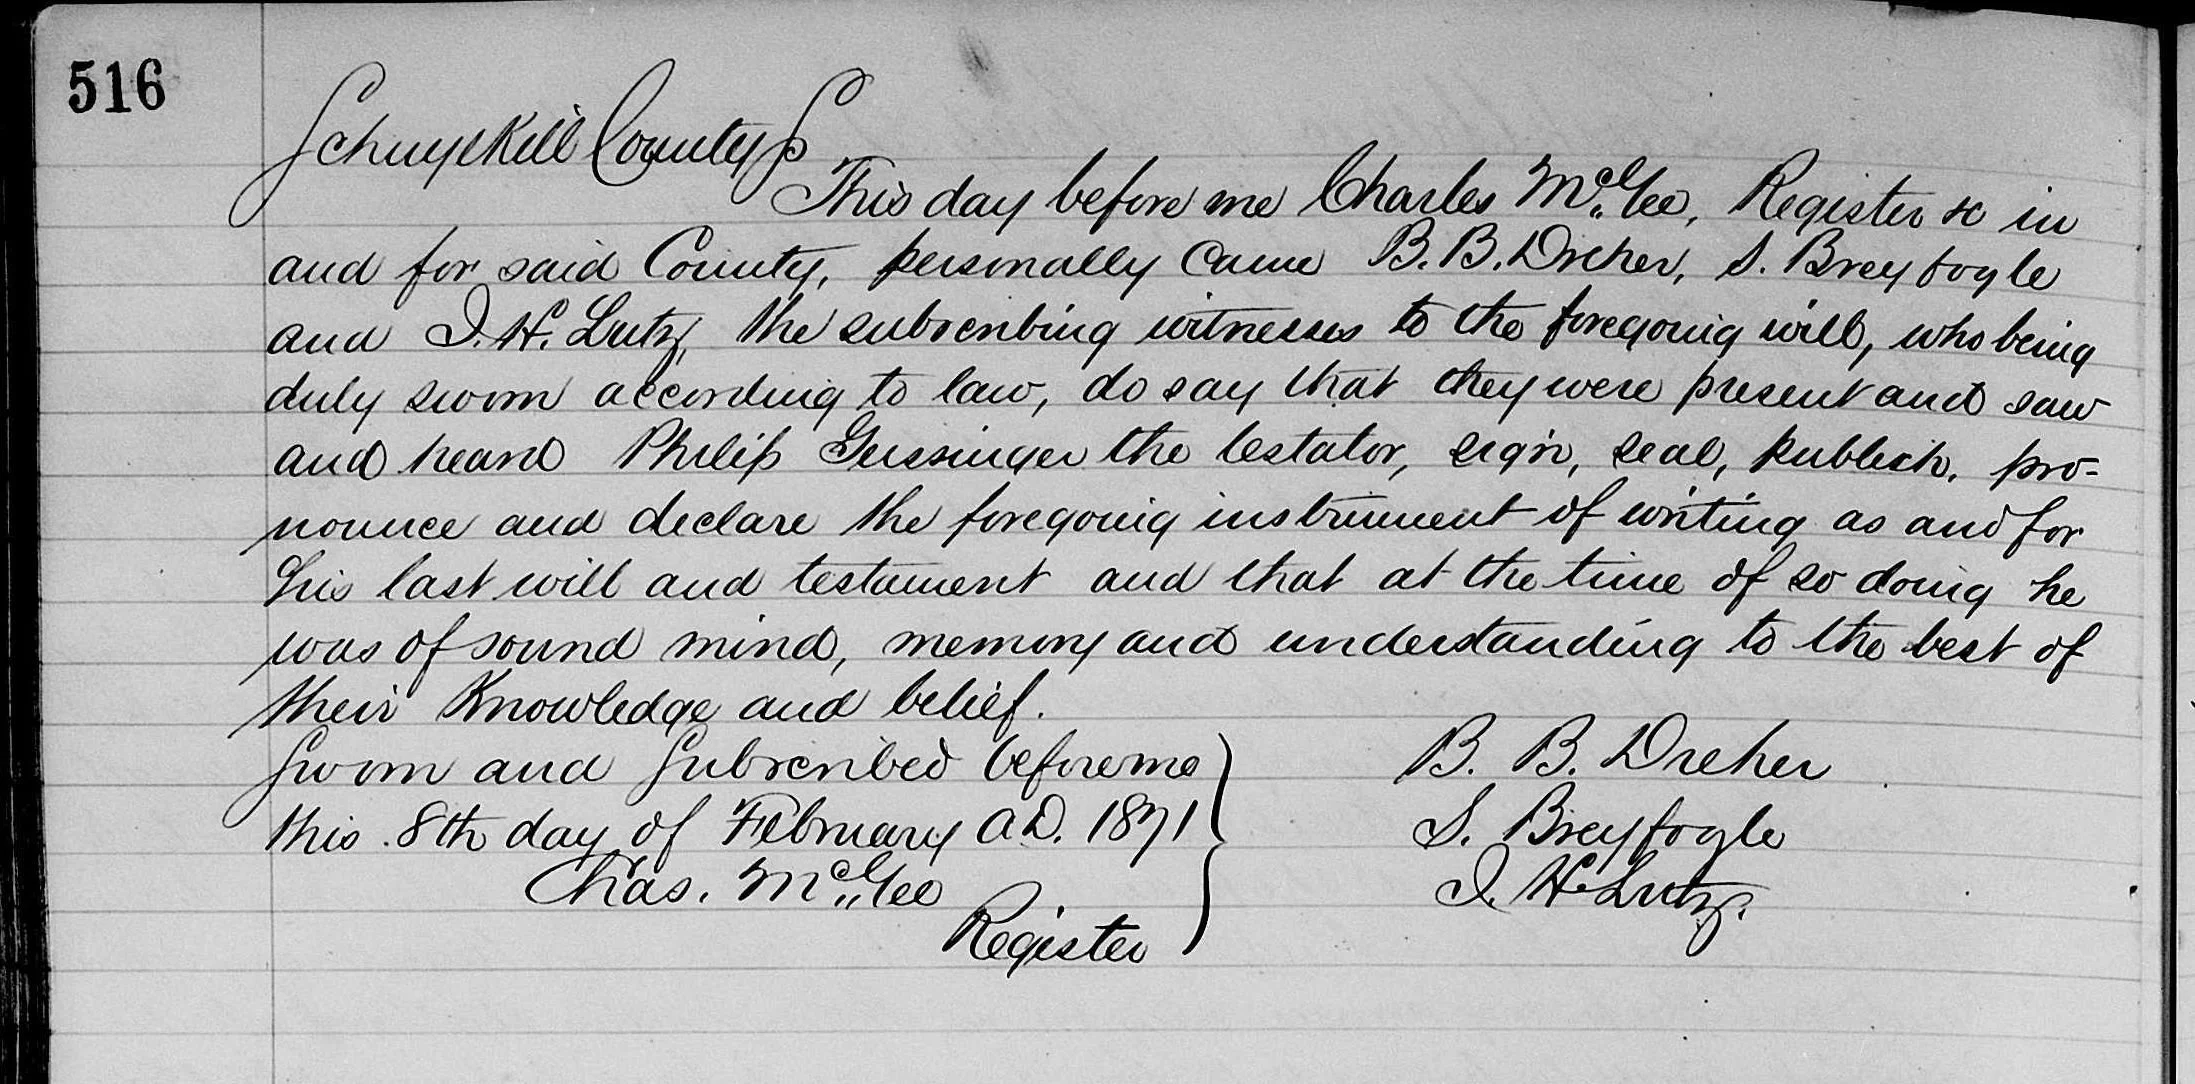 516
Schuylkill County S
This day before me Charles McGee, Register &c in
and for said County, personally came B. B. Dreher, S. Breyfogle
and I. H. Lutz, the subscribing witnesses to the foregoing will, who being
duly sworn according to law, do say that they were present and saw
and heard Philip Geissinger the testator, sign, seal, publish, pro-
nounce and declare the foregoing instrument of writing as and for
his last will and testament and that at the time of so doing he
was of sound mind, memory and understanding to the best of
their Knowledge and belief.
Sworn and Subscribed before me
this 8th day of February A.D. 1871
Chas. McGee
Register
B. B. Dreher
S. Breyfogle
I. H. Lutz.